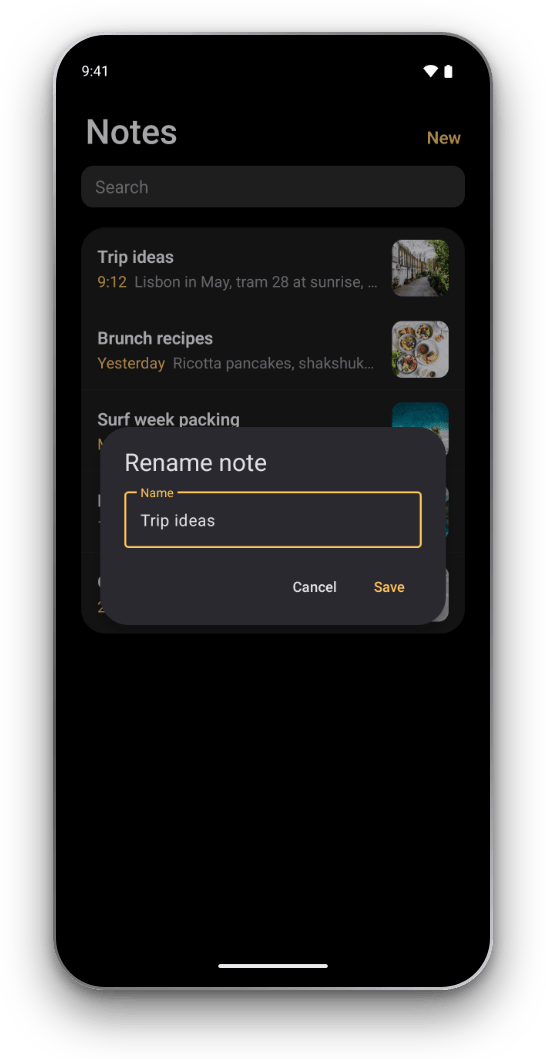 9:41
Notes
New
Search
Trip ideas
9:12 Lisbon in May, tram 28 at sunrise, …
Brunch recipes
Yesterday Ricotta pancakes, shakshuk…
Surf week packing
Rename note
Name
Trip ideas
Cancel Save